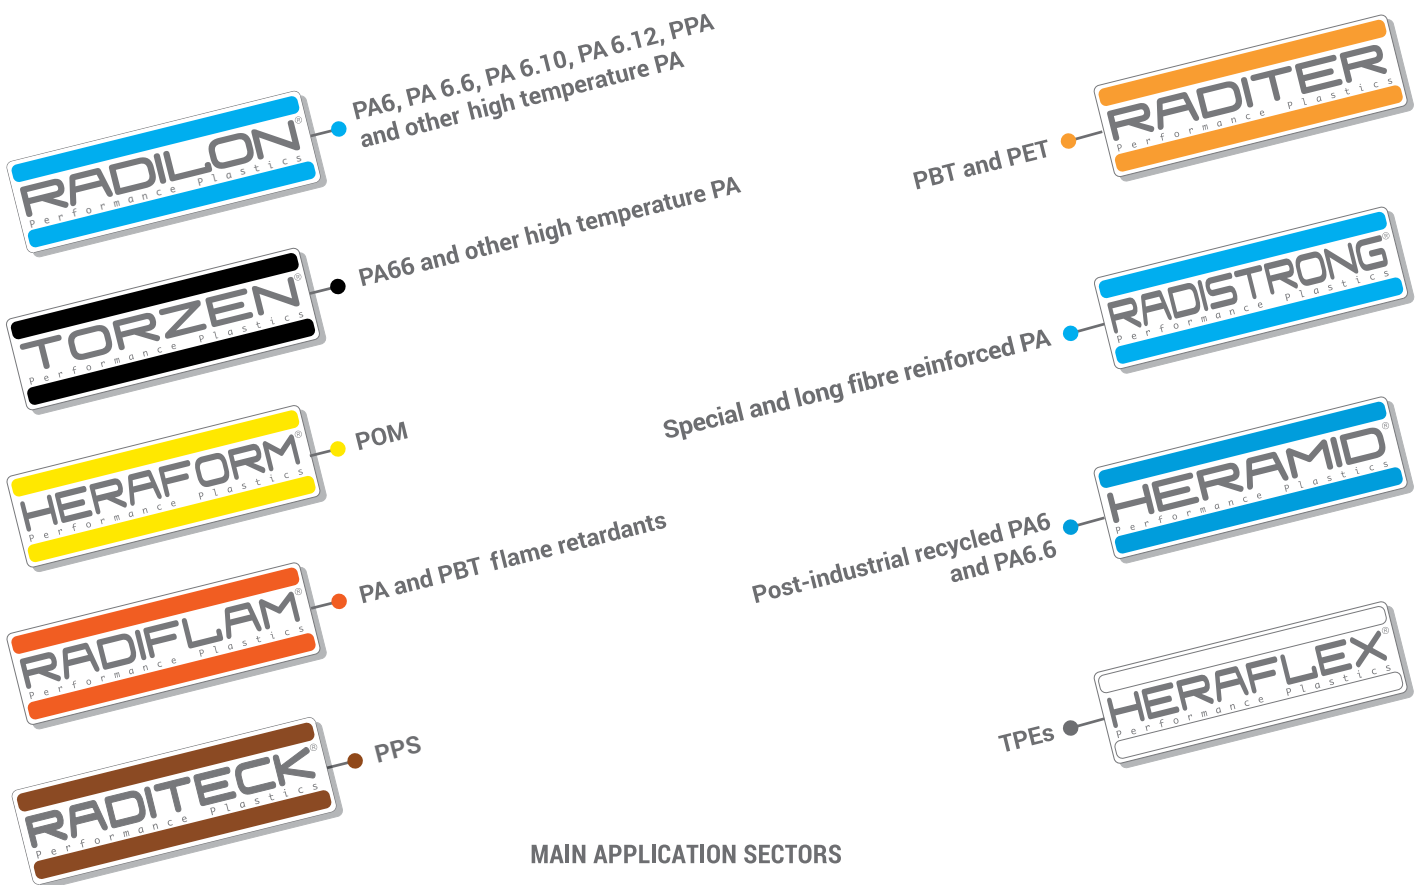 RADILON®
Performance Plastics
PA6, PA 6.6, PA 6.10, PA 6.12, PPA
and other high temperature PA
TORZEN®
Performance Plastics
PA66 and other high temperature PA
HERAFORM®
Performance Plastics
POM
RADIFLAM®
Performance Plastics
PA and PBT flame retardants
RADITECK®
Performance Plastics
PPS
RADITER®
Performance Plastics
PBT and PET
RADISTRONG®
Performance Plastics
Special and long fibre reinforced PA
HERAMID®
Performance Plastics
Post-industrial recycled PA6
and PA6.6
HERAFLEX®
Performance Plastics
TPEs
MAIN APPLICATION SECTORS